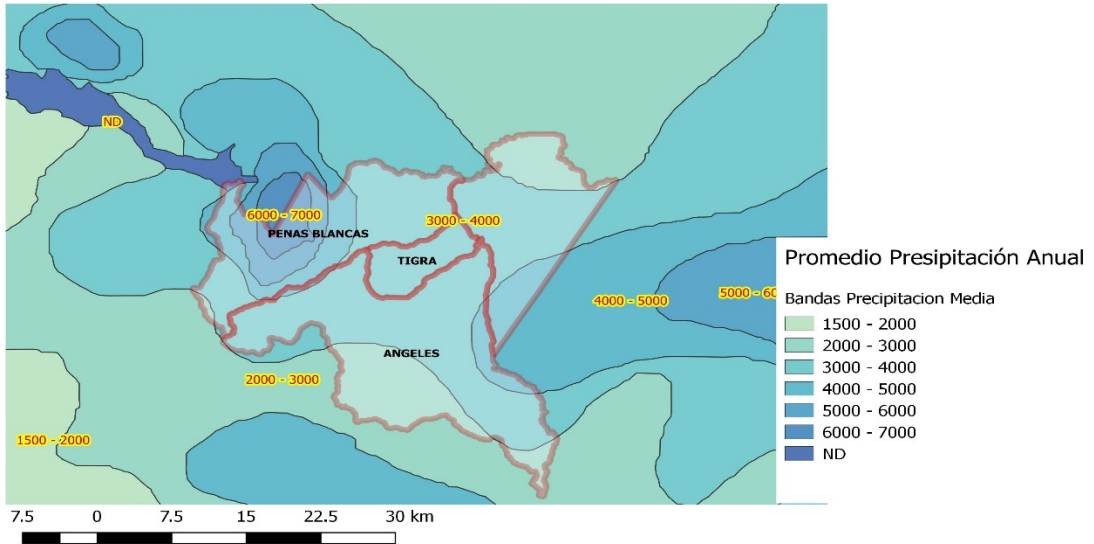 ND
6000 - 7000
PENAS BLANCAS
3000 - 4000
TIGRA
4000 - 5000
5000 - 60
ANGELES
2000 - 3000
1500 - 2000
Promedio Presipitación Anual
Bandas Precipitacion Media
1500 - 2000
2000 - 3000
3000 - 4000
4000 - 5000
5000 - 6000
6000 - 7000
ND
7.5 0 7.5 15 22.5 30 km